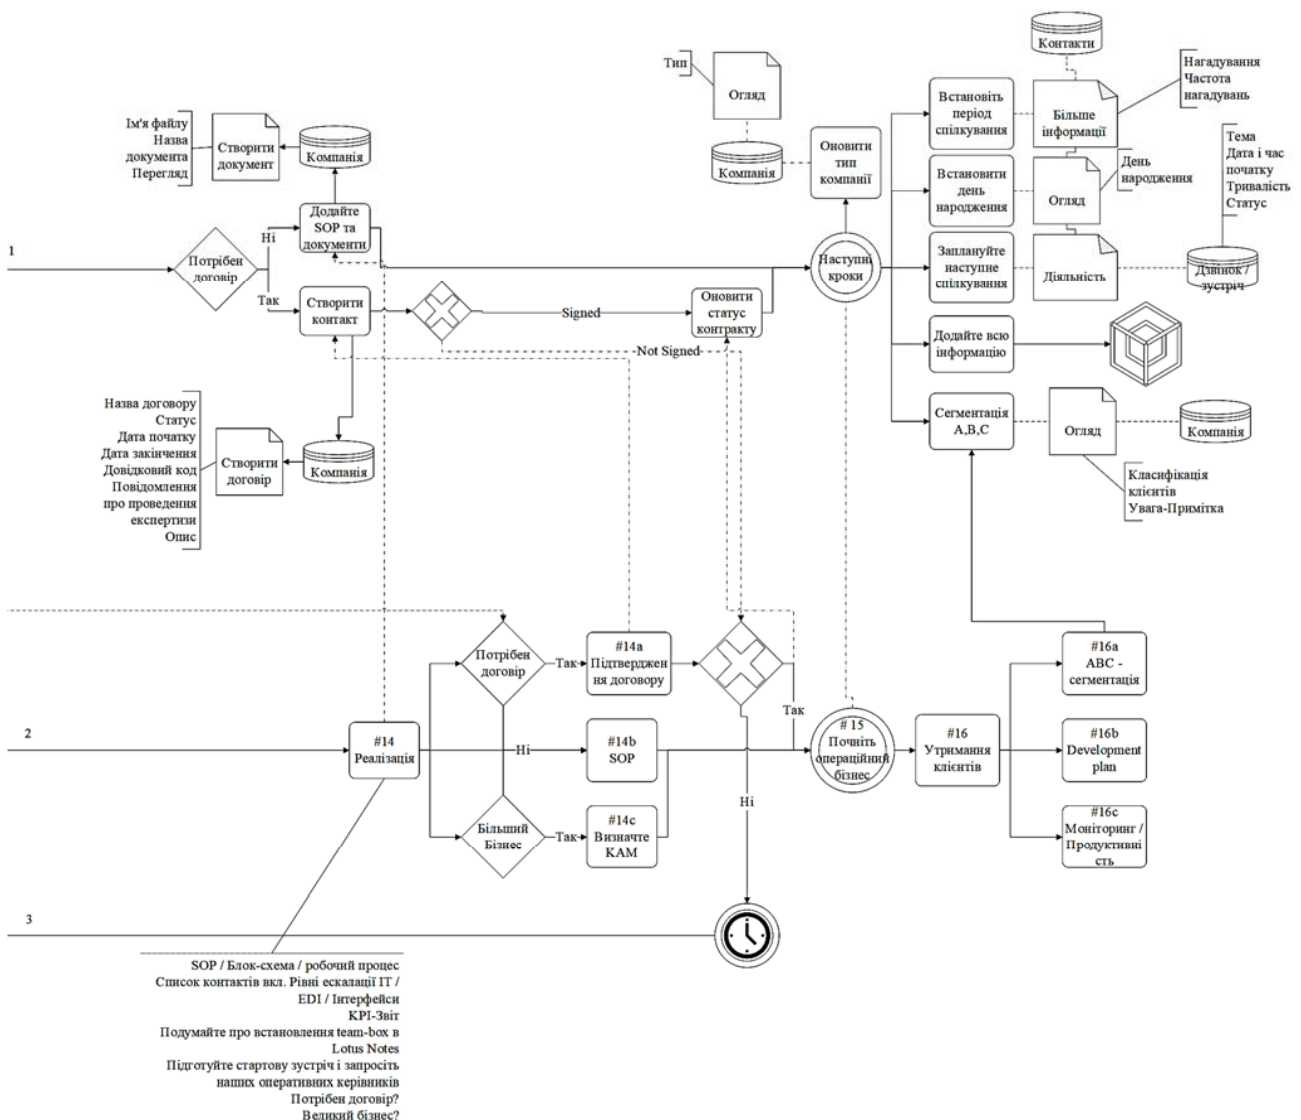 Контакти
Тип
Огляд
Нагадування
Частота
нагадувань
Встановіть
період
спілкування
Більше
інформації
Ім'я файлу
Назва
документа
Перегляд
Створити
документ
Компанія
Компанія
Оновити
тип
компанії
Встановити
день
народження
Огляд
День
народження
Тема
Дата і час
початку
Тривалість
Статус
1
Потрібен
договір
Ні
Так
Додайте
SOP та
документи
Наступні
кроки
Заплануйте
наступне
спілкування
Діяльність
Дзвінок /
зустріч
Створити
контакт
Signed
Not Signed
Оновити
статус
контракту
Додайте всю
інформацію
Назва договору
Статус
Дата початку
Дата закінчення
Довідковий код
Повідомлення
про проведення
експертизи
Опис
Створити
договір
Компанія
Сегментація
А,В,С
Огляд
Компанія
Класифікація
клієнтів
Увага-Примітка
Потрібен
договір
Так
#14a
Підтверджен
ня договору
Так
#16a
ABC -
сегментація
2
#14
Реалізація
Ні
#14b
SOP
# 15
Почніть
операційний
бізнес
#16
Утримання
клієнтів
#16b
Development
plan
Більший
Бізнес
Так
#14c
Визначте
KAM
Ні
#16c
Моніторинг /
Продуктивні
сть
3
SOP / Блок-схема / робочий процес
Список контактів вкл. Рівні ескалації IT /
EDI / Інтерфейси
KPI-Звіт
Подумайте про встановлення team-box в
Lotus Notes
Підготуйте стартову зустріч і запросіть
наших оперативних керівників
Потрібен договір?
Великий бізнес?